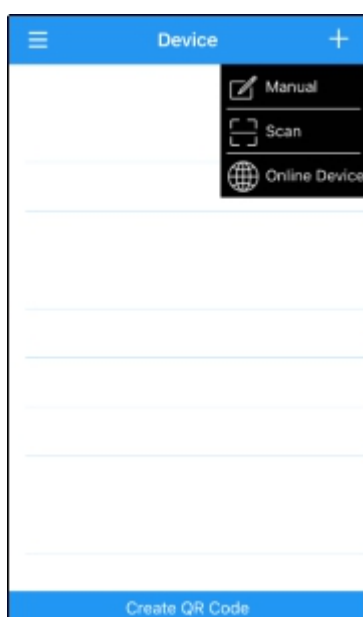 Device
Manual
Scan
Online Device
Create QR Code